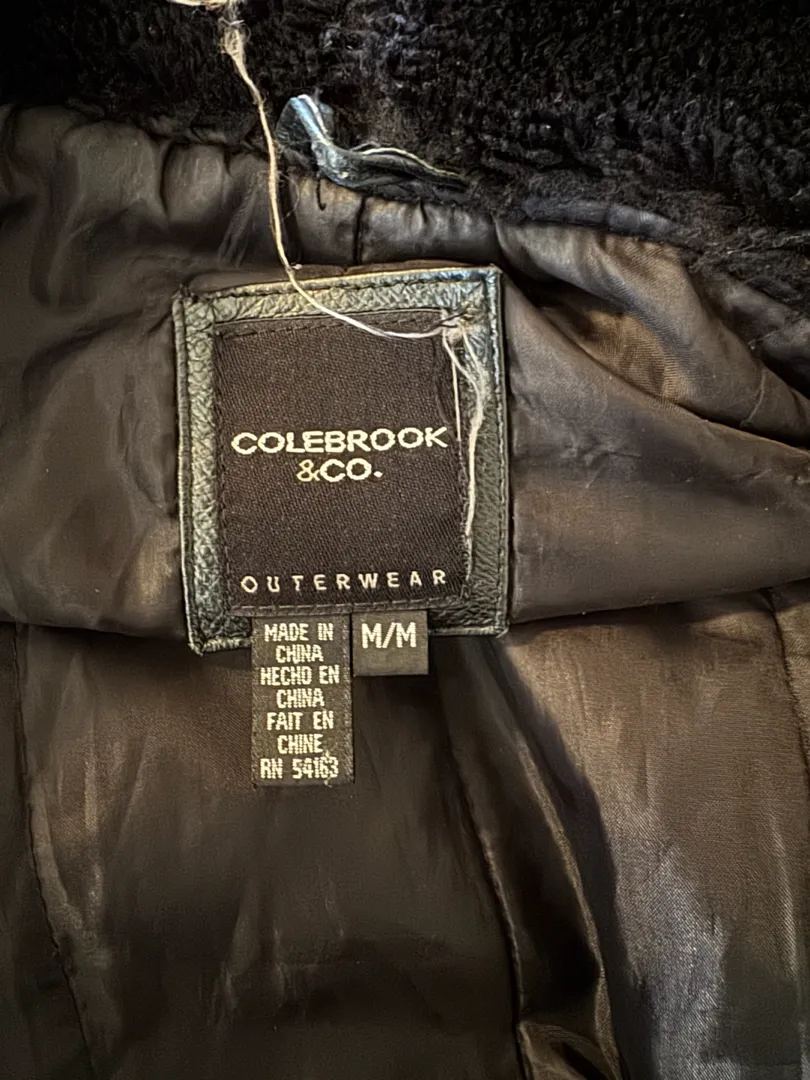 COLEBROOK
&CO.
OUTERWEAR
M/M
MADE IN
CHINA
HECHO EN
CHINA
FAIT EN
CHINE
RN 54163